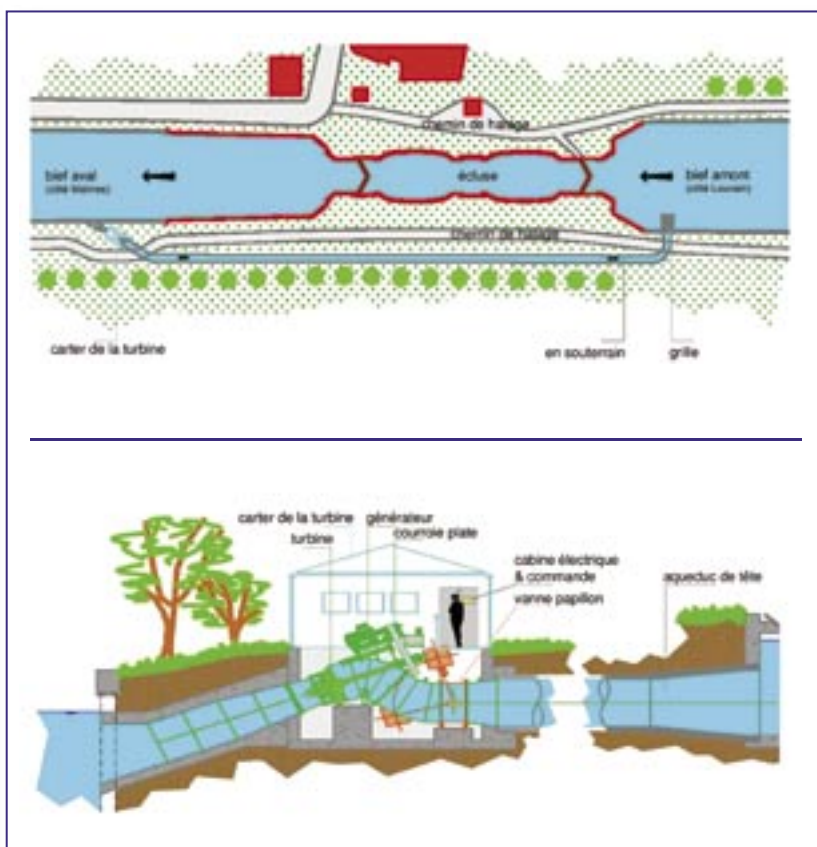 chemin de halage
bief aval
(côté Malines)
écluse
bief amont
(côté Louvain)
chemin de halage
carter de la turbine
en souterrain
grille
carter de la turbine
générateur
turbine
courroie plate
cabine électrique
& commande
vanne papillon
aqueduc de tête